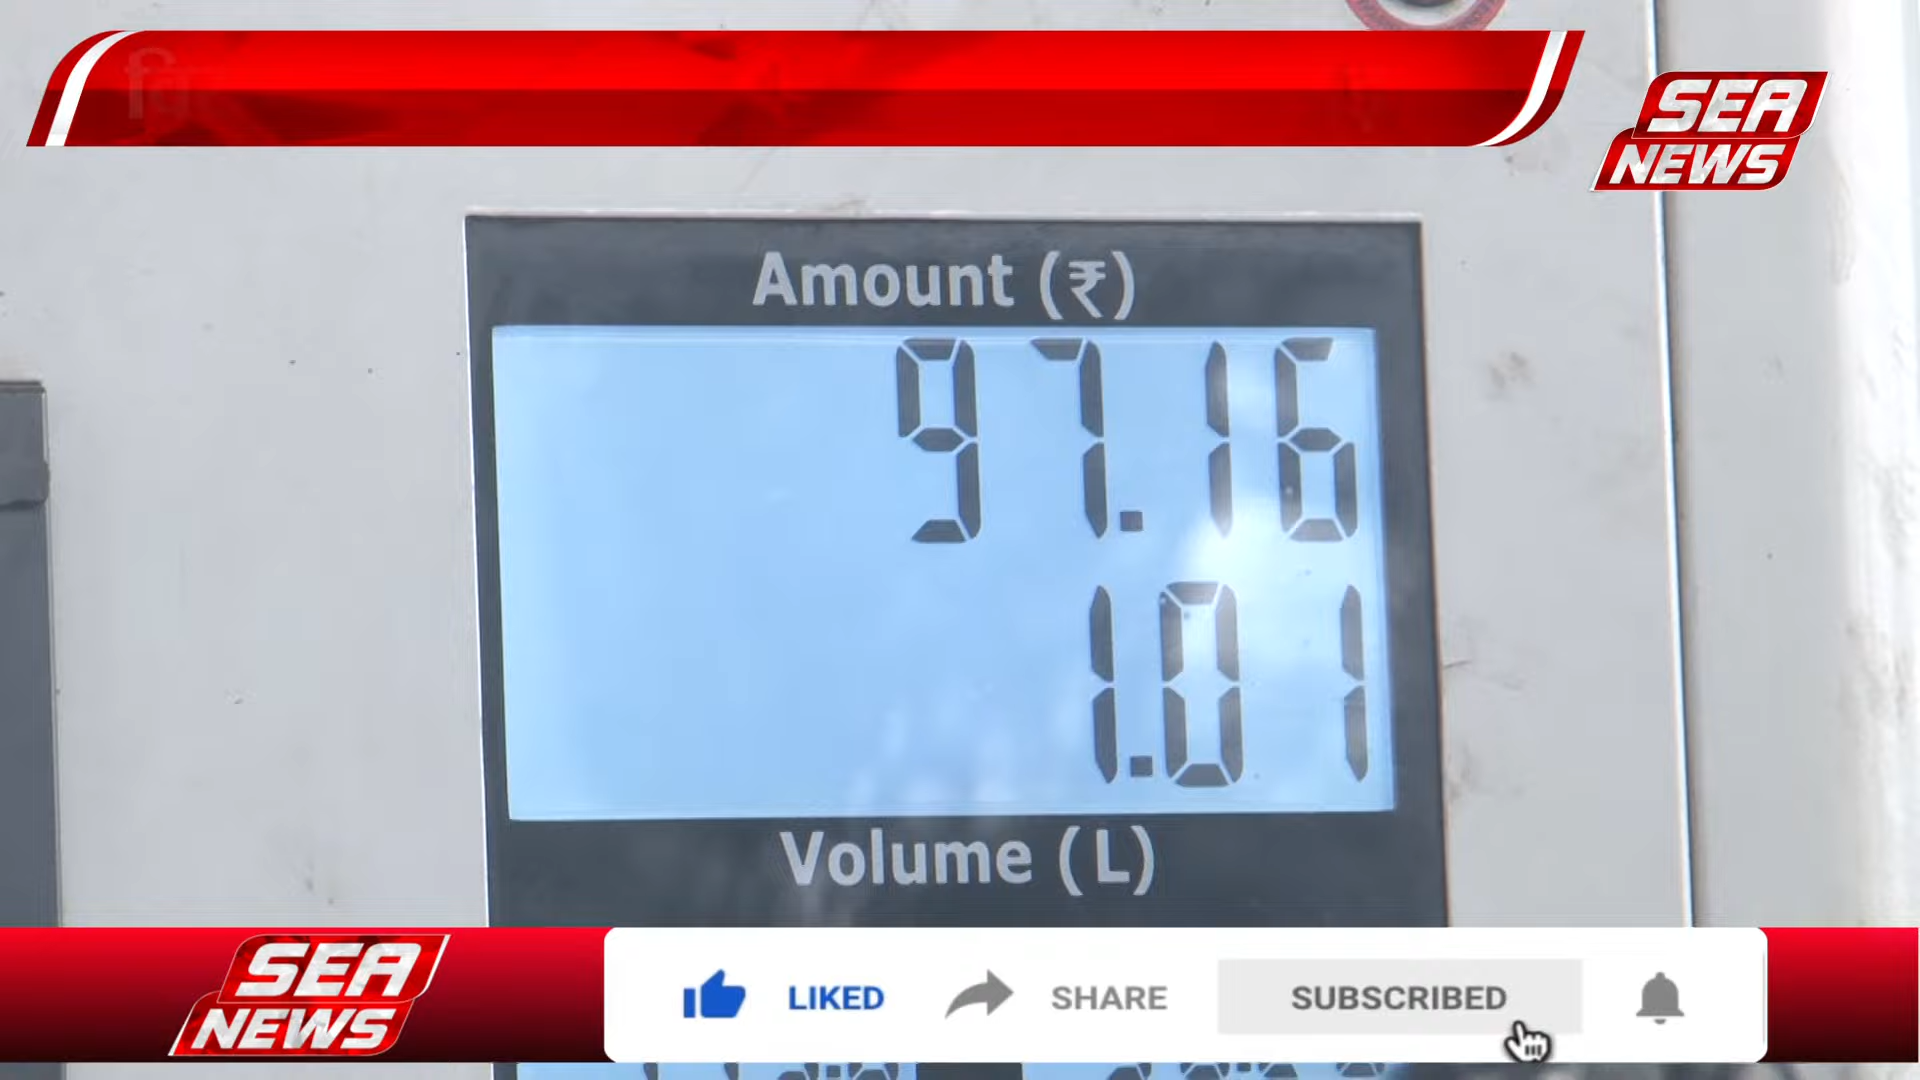 SEA
NEWS
Amount (₹)
97.16
1.01
Volume (L)
SEA
NEWS
LIKED
SHARE
SUBSCRIBED